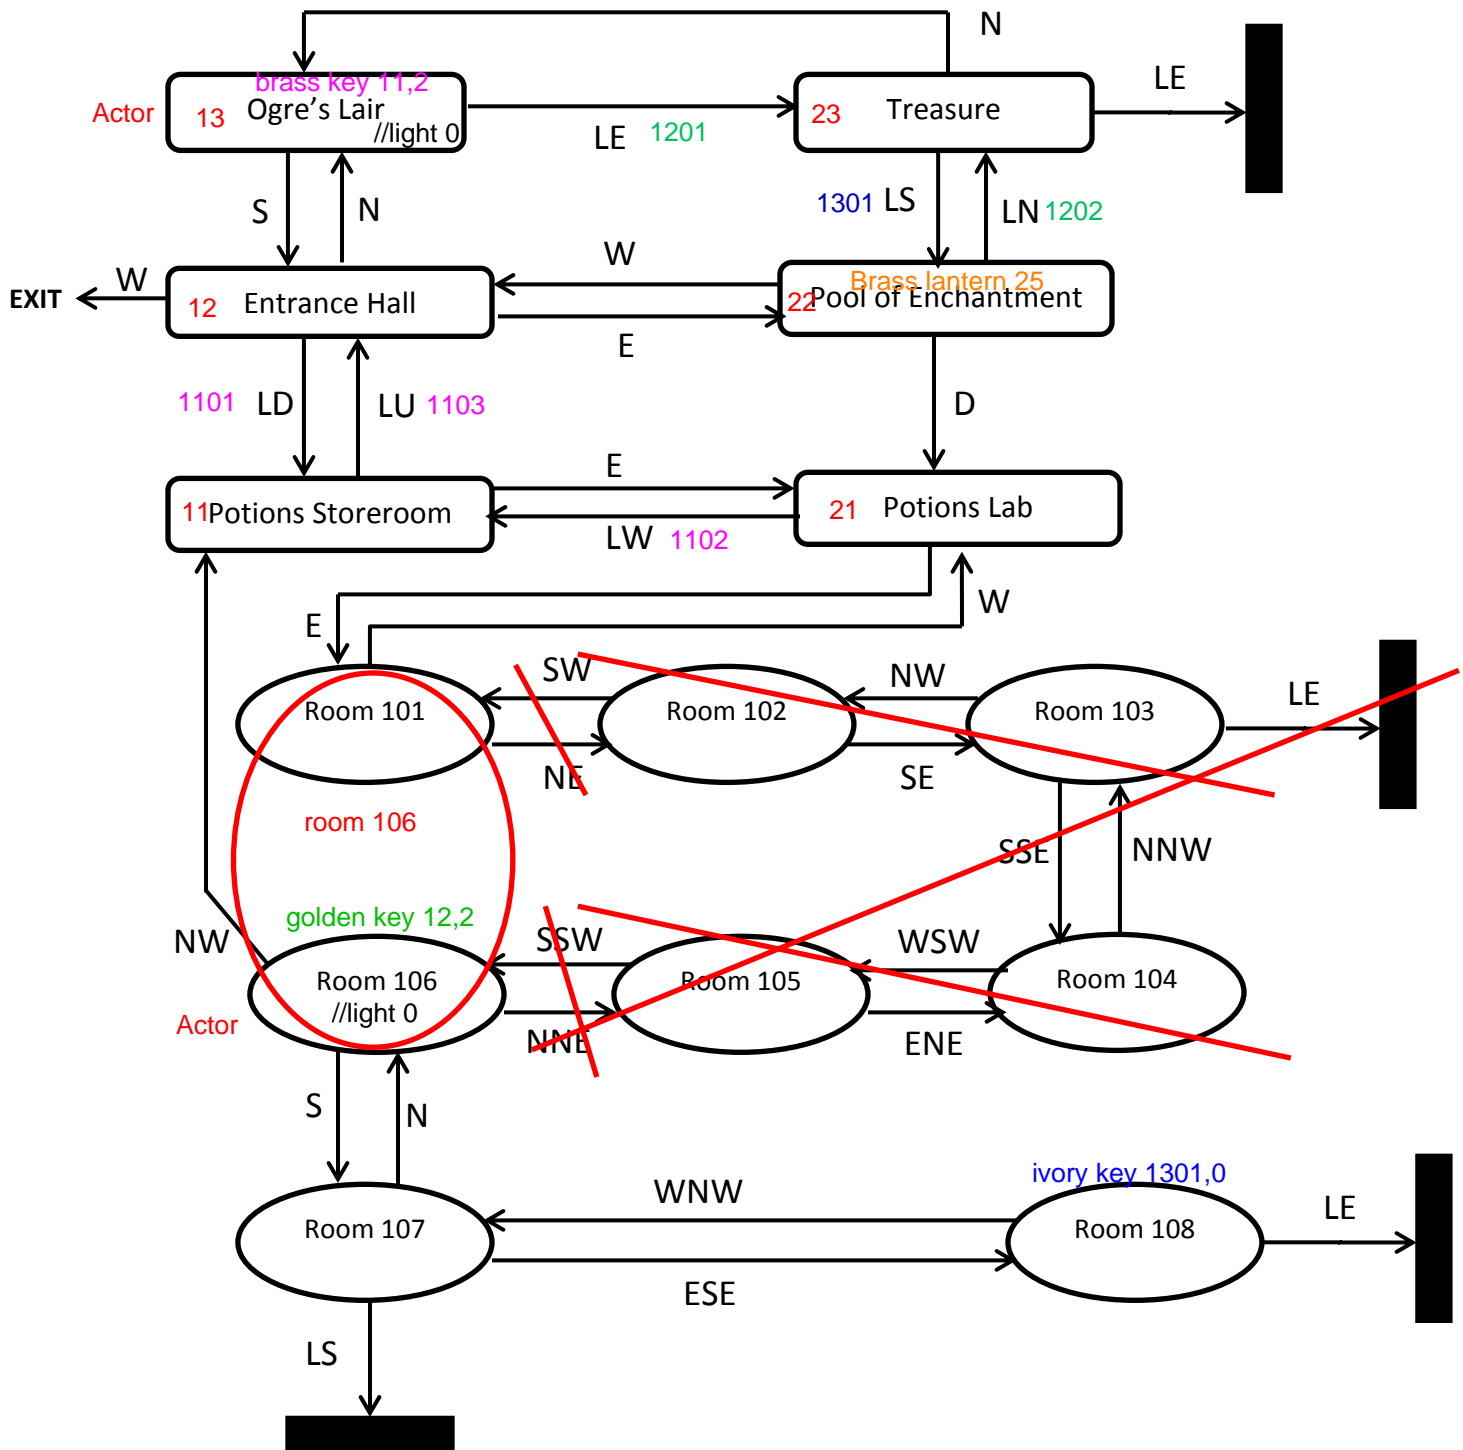 N
brass key 11,2
LE
Actor
13
Ogre's Lair
//light 0
LE
1201
23
Treasure
S
N
1301
LS
LN
1202
W
EXIT
W
12
Entrance Hall
E
Brass lantern 25
22
Pool of Enchantment
1101
LD
LU
1103
D
E
11
Potions Storeroom
LW
1102
21
Potions Lab
E
W
SW
NW
LE
Room 101
Room 102
Room 103
NE
SE
room 106
SSE
NNW
golden key 12,2
NW
SSW
WSW
Room 106
//light 0
Room 105
Room 104
Actor
NNE
ENE
S
N
ivory key 1301,0
WNW
LE
Room 107
Room 108
ESE
LS